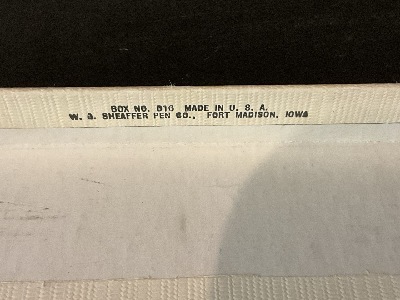 BOX NO. 816 MADE IN U. S. A.
W. A. SHEAFFER PEN CO., FORT MADISON, IOWA